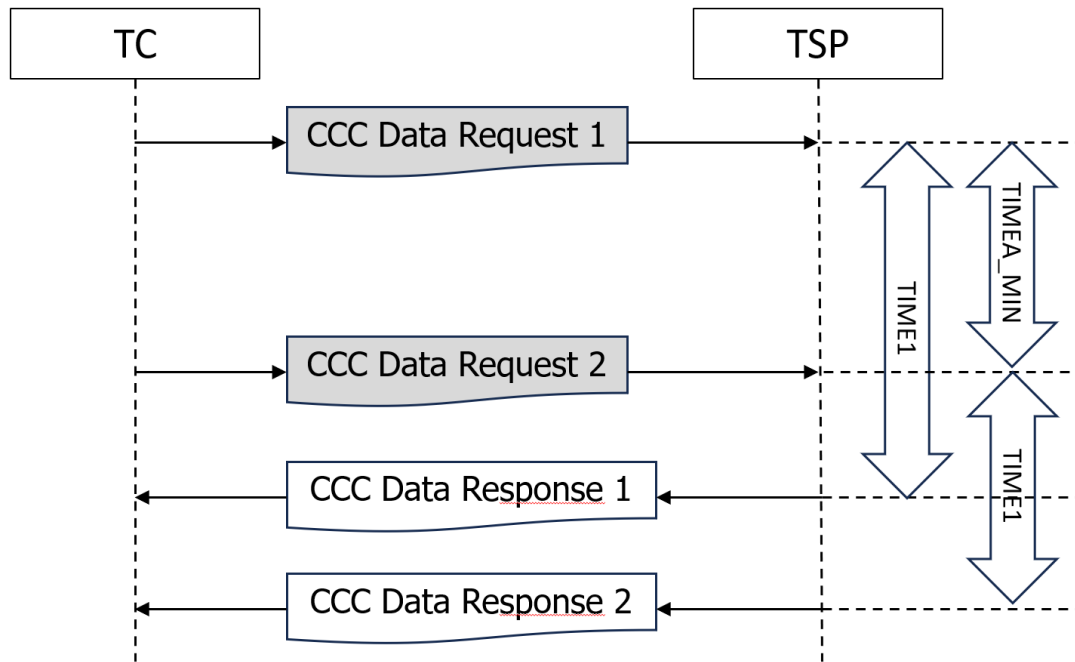 TC
TSP
CCC Data Request 1
TIMEA_MIN
TIME1
CCC Data Request 2
CCC Data Response 1
TIME1
CCC Data Response 2